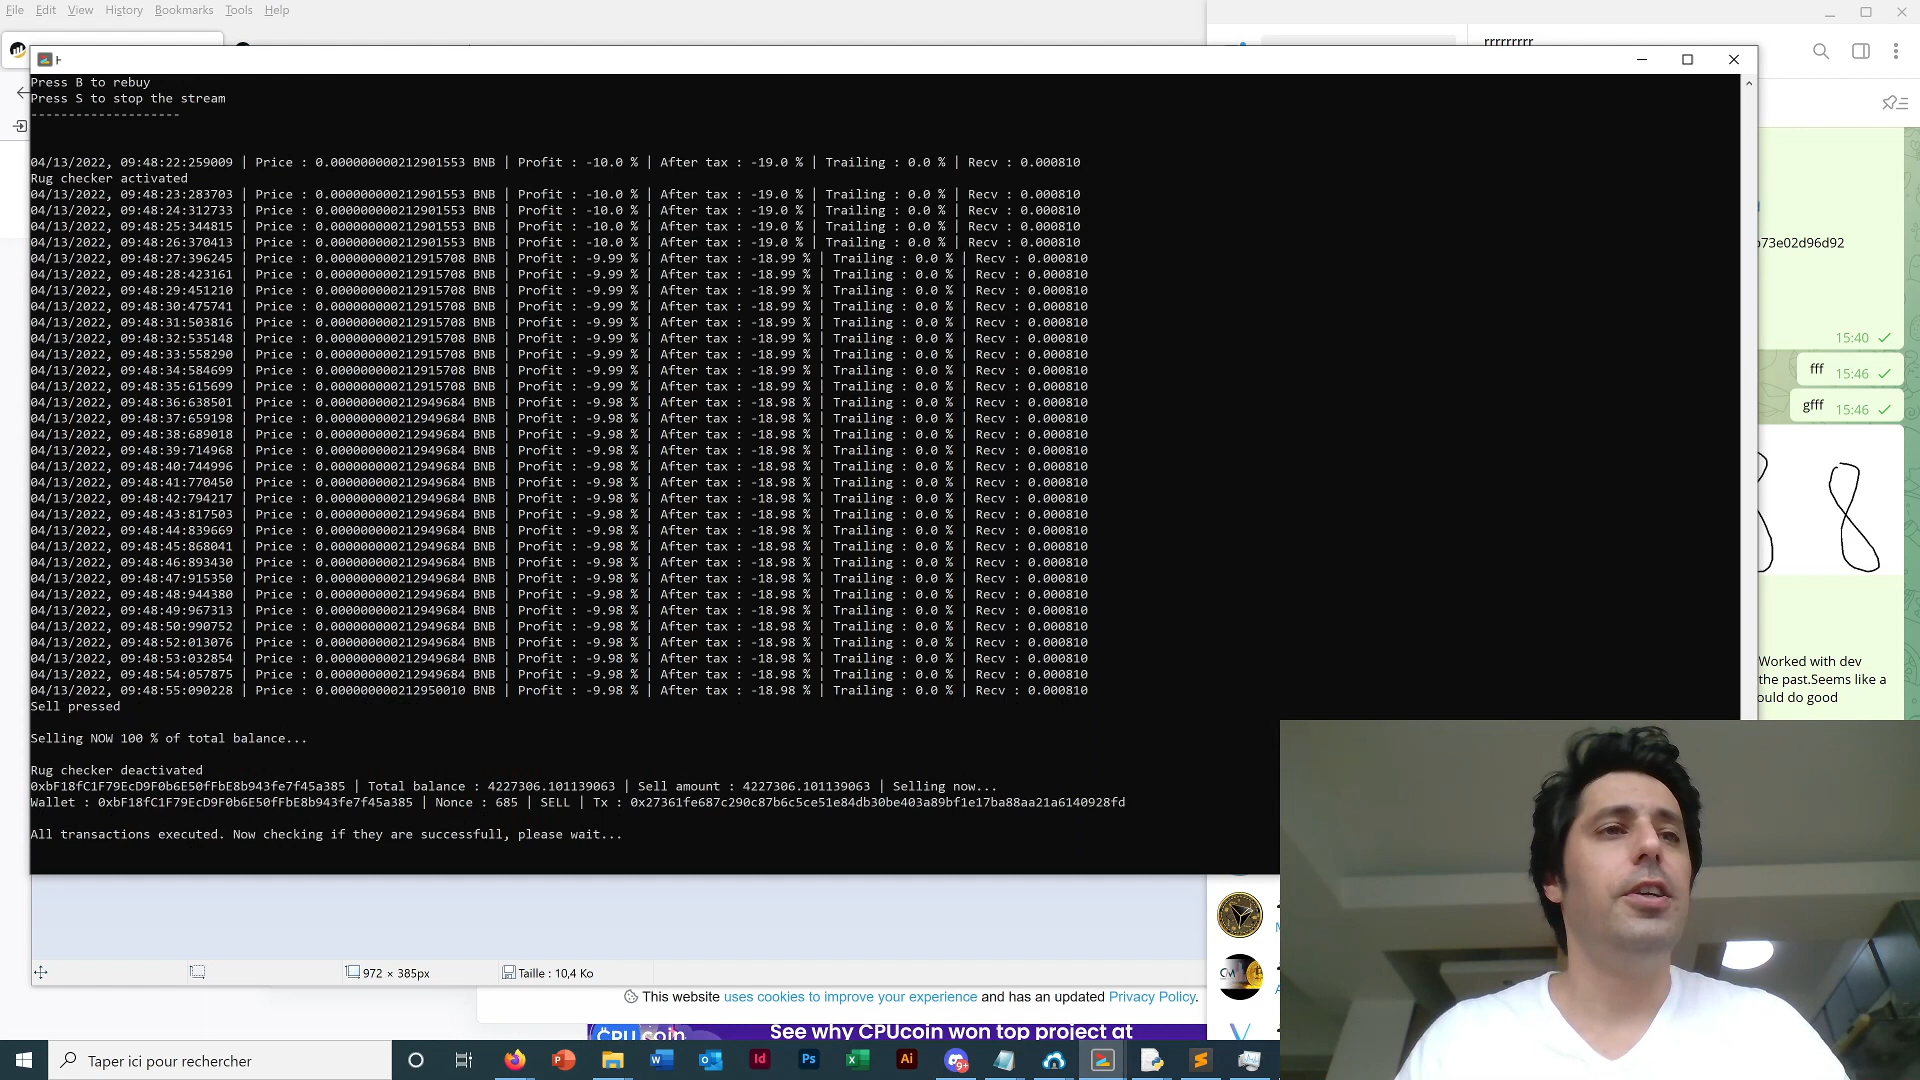 File Edit View History Bookmarks Tools Help
rrrrrrrrr
Press B to rebuy
Press S to stop the stream
--------------------
04/13/2022, 09:48:22:259009 | Price : 0.000000000212901553 BNB | Profit : -10.0 % | After tax : -19.0 % | Trailing : 0.0 % | Recv : 0.000810
Rug checker activated
04/13/2022, 09:48:23:283703 | Price : 0.000000000212901553 BNB | Profit : -10.0 % | After tax : -19.0 % | Trailing : 0.0 % | Recv : 0.000810
04/13/2022, 09:48:24:312733 | Price : 0.000000000212901553 BNB | Profit : -10.0 % | After tax : -19.0 % | Trailing : 0.0 % | Recv : 0.000810
04/13/2022, 09:48:25:344815 | Price : 0.000000000212901553 BNB | Profit : -10.0 % | After tax : -19.0 % | Trailing : 0.0 % | Recv : 0.000810
04/13/2022, 09:48:26:370413 | Price : 0.000000000212901553 BNB | Profit : -10.0 % | After tax : -19.0 % | Trailing : 0.0 % | Recv : 0.000810
04/13/2022, 09:48:27:396245 | Price : 0.000000000212915708 BNB | Profit : -9.99 % | After tax : -18.99 % | Trailing : 0.0 % | Recv : 0.000810
04/13/2022, 09:48:28:423161 | Price : 0.000000000212915708 BNB | Profit : -9.99 % | After tax : -18.99 % | Trailing : 0.0 % | Recv : 0.000810
04/13/2022, 09:48:29:451210 | Price : 0.000000000212915708 BNB | Profit : -9.99 % | After tax : -18.99 % | Trailing : 0.0 % | Recv : 0.000810
04/13/2022, 09:48:30:475741 | Price : 0.000000000212915708 BNB | Profit : -9.99 % | After tax : -18.99 % | Trailing : 0.0 % | Recv : 0.000810
04/13/2022, 09:48:31:503816 | Price : 0.000000000212915708 BNB | Profit : -9.99 % | After tax : -18.99 % | Trailing : 0.0 % | Recv : 0.000810
04/13/2022, 09:48:32:535148 | Price : 0.000000000212915708 BNB | Profit : -9.99 % | After tax : -18.99 % | Trailing : 0.0 % | Recv : 0.000810
04/13/2022, 09:48:33:558290 | Price : 0.000000000212915708 BNB | Profit : -9.99 % | After tax : -18.99 % | Trailing : 0.0 % | Recv : 0.000810
04/13/2022, 09:48:34:584699 | Price : 0.000000000212915708 BNB | Profit : -9.99 % | After tax : -18.99 % | Trailing : 0.0 % | Recv : 0.000810
04/13/2022, 09:48:35:615699 | Price : 0.000000000212915708 BNB | Profit : -9.99 % | After tax : -18.99 % | Trailing : 0.0 % | Recv : 0.000810
04/13/2022, 09:48:36:638501 | Price : 0.000000000212949684 BNB | Profit : -9.98 % | After tax : -18.98 % | Trailing : 0.0 % | Recv : 0.000810
04/13/2022, 09:48:37:659198 | Price : 0.000000000212949684 BNB | Profit : -9.98 % | After tax : -18.98 % | Trailing : 0.0 % | Recv : 0.000810
04/13/2022, 09:48:38:689018 | Price : 0.000000000212949684 BNB | Profit : -9.98 % | After tax : -18.98 % | Trailing : 0.0 % | Recv : 0.000810
04/13/2022, 09:48:39:714968 | Price : 0.000000000212949684 BNB | Profit : -9.98 % | After tax : -18.98 % | Trailing : 0.0 % | Recv : 0.000810
04/13/2022, 09:48:40:744996 | Price : 0.000000000212949684 BNB | Profit : -9.98 % | After tax : -18.98 % | Trailing : 0.0 % | Recv : 0.000810
04/13/2022, 09:48:41:770450 | Price : 0.000000000212949684 BNB | Profit : -9.98 % | After tax : -18.98 % | Trailing : 0.0 % | Recv : 0.000810
04/13/2022, 09:48:42:794217 | Price : 0.000000000212949684 BNB | Profit : -9.98 % | After tax : -18.98 % | Trailing : 0.0 % | Recv : 0.000810
04/13/2022, 09:48:43:817503 | Price : 0.000000000212949684 BNB | Profit : -9.98 % | After tax : -18.98 % | Trailing : 0.0 % | Recv : 0.000810
04/13/2022, 09:48:44:839669 | Price : 0.000000000212949684 BNB | Profit : -9.98 % | After tax : -18.98 % | Trailing : 0.0 % | Recv : 0.000810
04/13/2022, 09:48:45:868041 | Price : 0.000000000212949684 BNB | Profit : -9.98 % | After tax : -18.98 % | Trailing : 0.0 % | Recv : 0.000810
04/13/2022, 09:48:46:893430 | Price : 0.000000000212949684 BNB | Profit : -9.98 % | After tax : -18.98 % | Trailing : 0.0 % | Recv : 0.000810
04/13/2022, 09:48:47:915350 | Price : 0.000000000212949684 BNB | Profit : -9.98 % | After tax : -18.98 % | Trailing : 0.0 % | Recv : 0.000810
04/13/2022, 09:48:48:944380 | Price : 0.000000000212949684 BNB | Profit : -9.98 % | After tax : -18.98 % | Trailing : 0.0 % | Recv : 0.000810
04/13/2022, 09:48:49:967313 | Price : 0.000000000212949684 BNB | Profit : -9.98 % | After tax : -18.98 % | Trailing : 0.0 % | Recv : 0.000810
04/13/2022, 09:48:50:990752 | Price : 0.000000000212949684 BNB | Profit : -9.98 % | After tax : -18.98 % | Trailing : 0.0 % | Recv : 0.000810
04/13/2022, 09:48:52:013076 | Price : 0.000000000212949684 BNB | Profit : -9.98 % | After tax : -18.98 % | Trailing : 0.0 % | Recv : 0.000810
04/13/2022, 09:48:53:032854 | Price : 0.000000000212949684 BNB | Profit : -9.98 % | After tax : -18.98 % | Trailing : 0.0 % | Recv : 0.000810
04/13/2022, 09:48:54:057875 | Price : 0.000000000212949684 BNB | Profit : -9.98 % | After tax : -18.98 % | Trailing : 0.0 % | Recv : 0.000810
04/13/2022, 09:48:55:090228 | Price : 0.000000000212950010 BNB | Profit : -9.98 % | After tax : -18.98 % | Trailing : 0.0 % | Recv : 0.000810
Sell pressed
Selling NOW 100 % of total balance...
Rug checker deactivated
0xbF18fC1F79EcD9F0b6E50fFbE8b943fe7f45a385 | Total balance : 4227306.101139063 | Sell amount : 4227306.101139063 | Selling now...
Wallet : 0xbF18fC1F79EcD9F0b6E50fFbE8b943fe7f45a385 | Nonce : 685 | SELL | Tx : 0x27361fe687c290c87b6c5ce51e84db30be403a89bf1e17ba88aa21a6140928fd
All transactions executed. Now checking if they are successfull, please wait...
b73e02d96d92
15:40
fff 15:46
gfff 15:46
8
Worked with dev
the past.Seems like a
ould do good
972 × 385px Taille : 10,4 Ko
This website uses cookies to improve your experience and has an updated Privacy Policy.
CPU coin See why CPUcoin won top project at
Taper ici pour rechercher